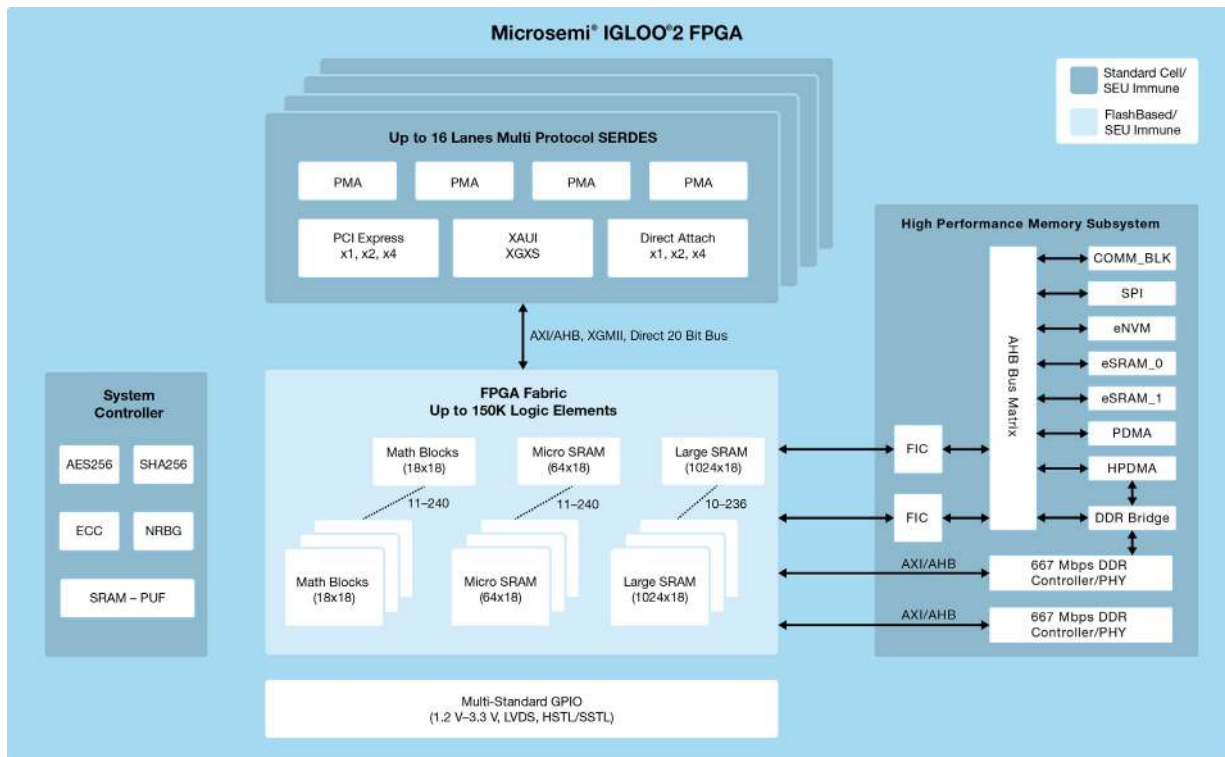 Microsemi® IGLOO®2 FPGA
Standard Cell/
SEU Immune
FlashBased/
SEU Immune
Up to 16 Lanes Multi Protocol SERDES
PMA
PMA
PMA
PMA
PCI Express
x1, x2, x4
XAUI
XGXS
Direct Attach
x1, x2, x4
AXI/AHB, XGMII, Direct 20 Bit Bus
System
Controller
AES256
SHA256
ECC
NRBG
SRAM – PUF
FPGA Fabric
Up to 150K Logic Elements
Math Blocks
(18x18)
Micro SRAM
(64x18)
Large SRAM
(1024x18)
11–240
11–240
10–236
Math Blocks
(18x18)
Micro SRAM
(64x18)
Large SRAM
(1024x18)
Multi-Standard GPIO
(1.2 V–3.3 V, LVDS, HSTL/SSTL)
High Performance Memory Subsystem
FIC
FIC
AXI/AHB
AXI/AHB
AHB Bus Matrix
COMM_BLK
SPI
eNVM
eSRAM_0
eSRAM_1
PDMA
HPDMA
DDR Bridge
667 Mbps DDR
Controller/PHY
667 Mbps DDR
Controller/PHY